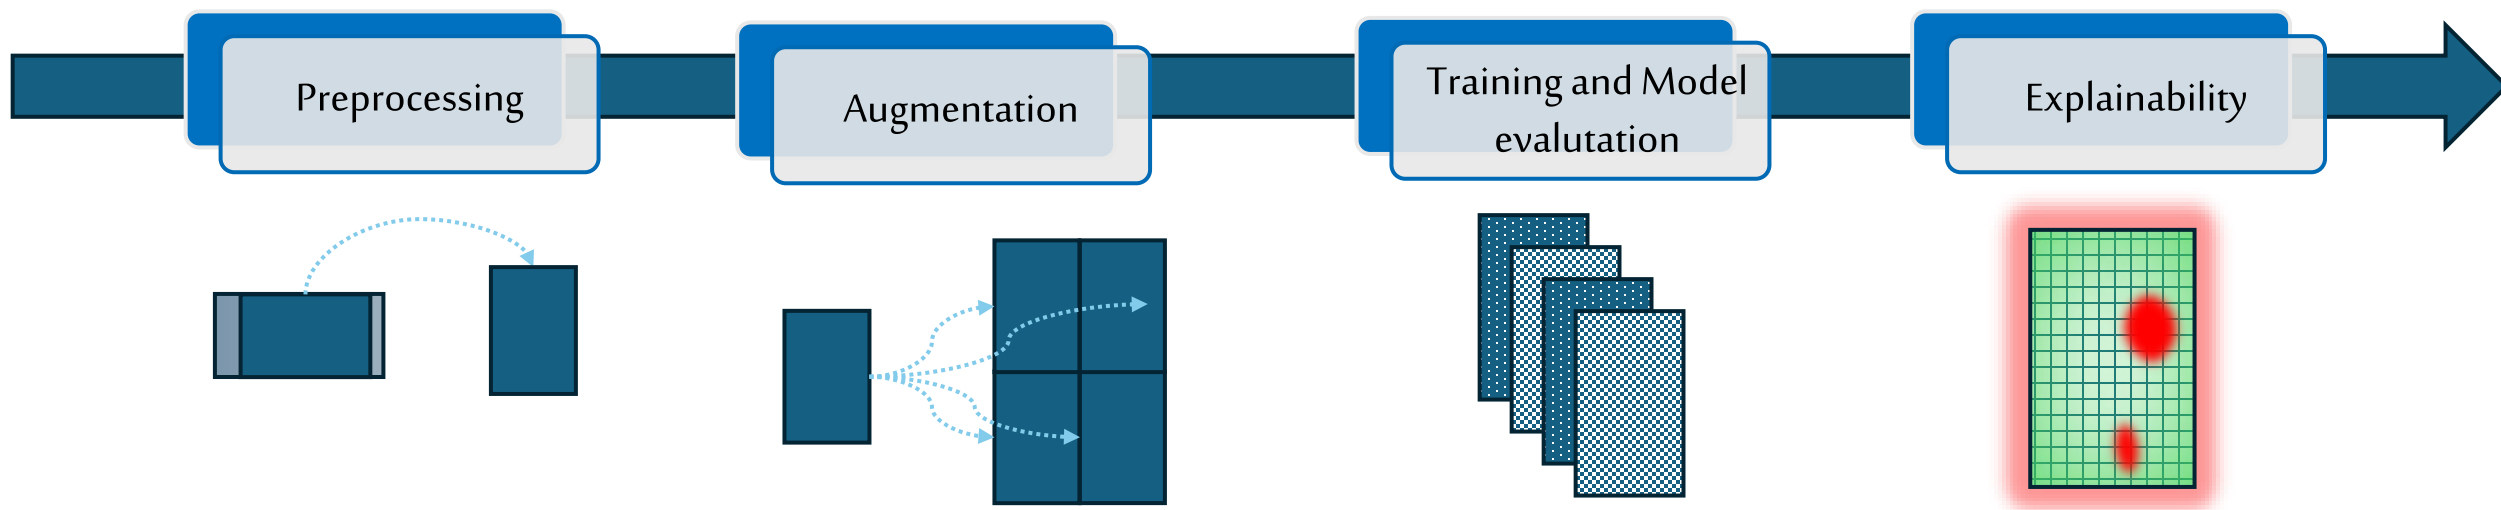 Preprocessing
Augmentation
Training and Model
evalutation
Explainability